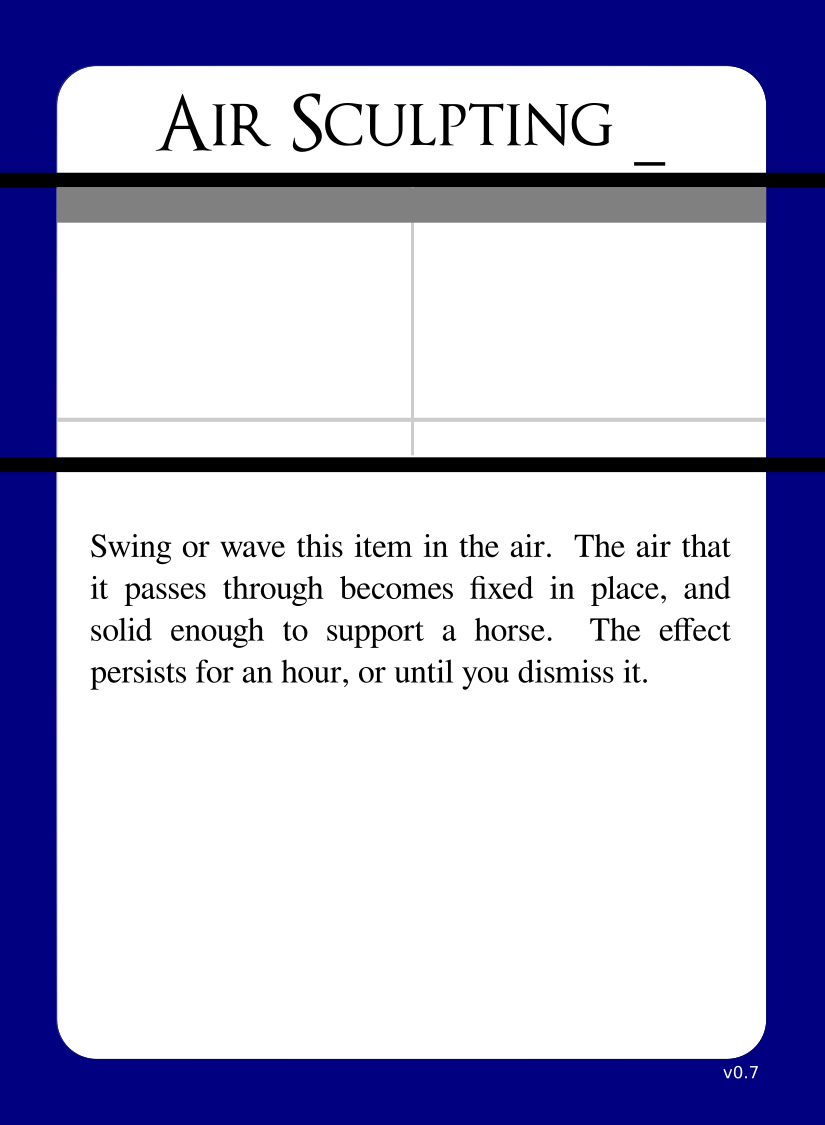 Air Sculpting _
Swing or wave this item in the air. The air that
it passes through becomes fixed in place, and
solid enough to support a horse. The effect
persists for an hour, or until you dismiss it.
v0.7